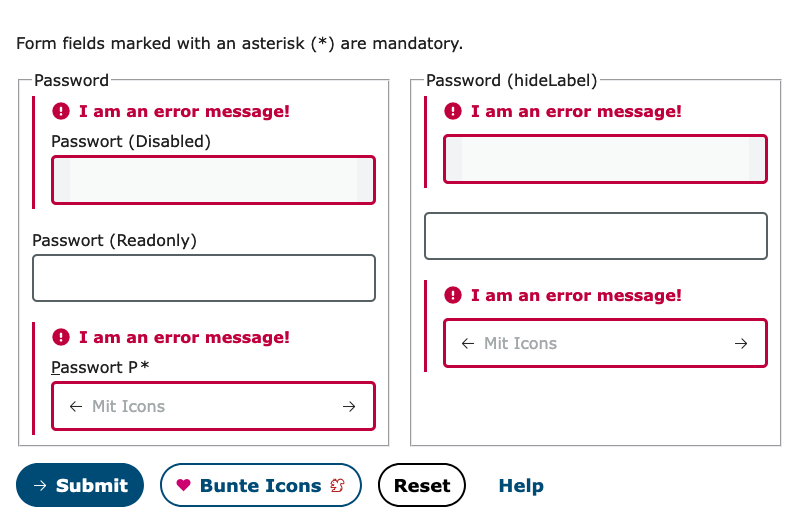 Form fields marked with an asterisk (*) are mandatory.
Password
I am an error message!
Passwort (Disabled)
Passwort (Readonly)
I am an error message!
Passwort P*
← Mit Icons →
Password (hideLabel)
I am an error message!
I am an error message!
← Mit Icons →
→ Submit
Bunte Icons
Reset
Help